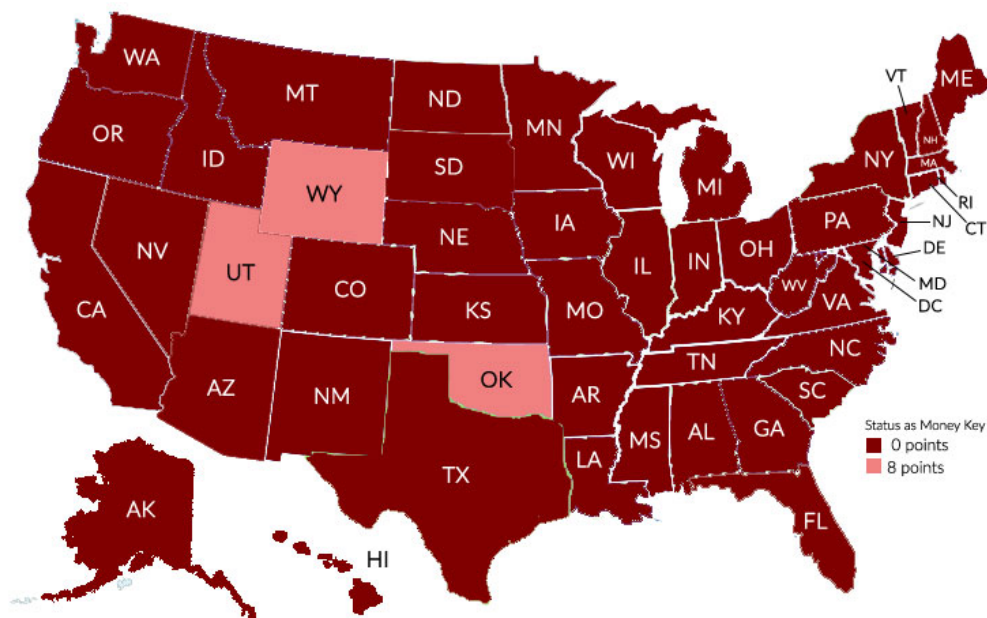 WA
OR
CA
NV
ID
MT
WY
UT
AZ
CO
NM
ND
SD
NE
KS
OK
TX
MN
IA
MO
AR
LA
WI
IL
MI
IN
OH
KY
TN
MS
AL
GA
FL
SC
NC
VA
WV
PA
NY
VT
NH
ME
MA
RI
CT
NJ
DE
MD
DC
AK
HI
Status as Money Key
0 points
8 points